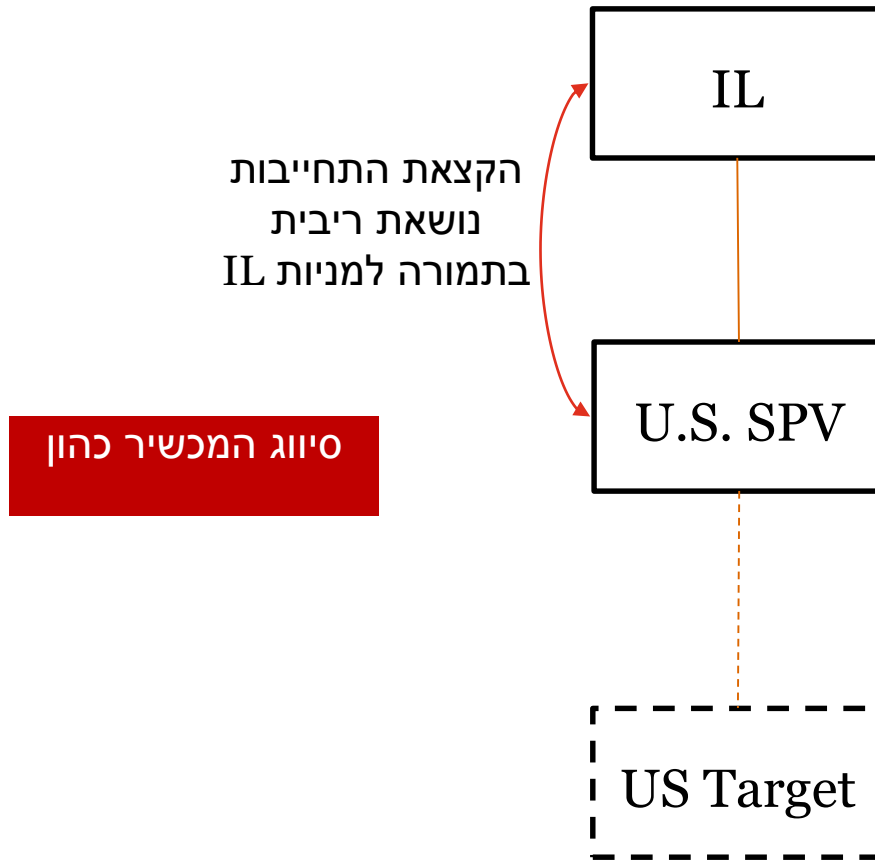 IL
הקצאת התחייבות
נושאת ריבית
בתמורה למניות IL
U.S. SPV
סיווג המכשיר כהון
US Target